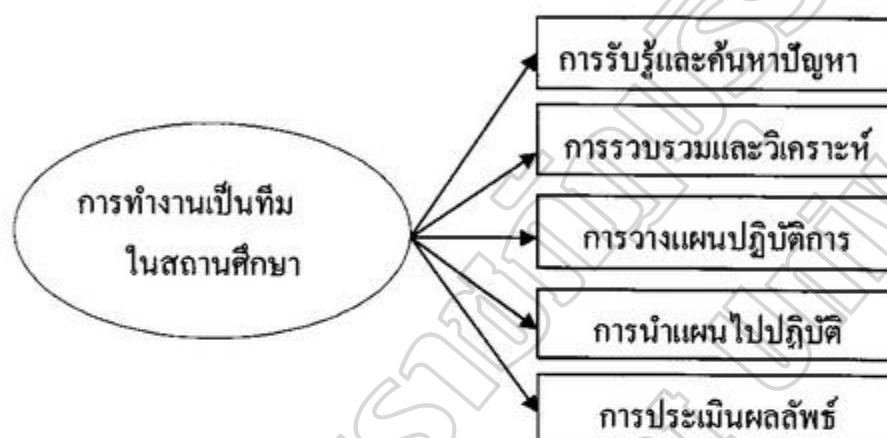 การทำงานเป็นทีม
ในสถานศึกษา
การรับรู้และค้นหาปัญหา
การรวบรวมและวิเคราะห์
การวางแผนปฏิบัติการ
การนำแผนไปปฏิบัติ
การประเมินผลลัพธ์